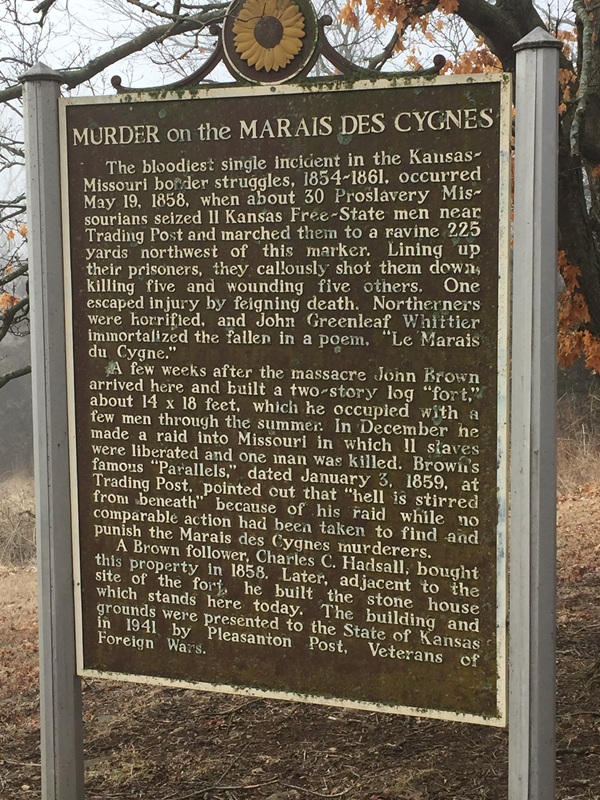 MURDER on the MARAIS DES CYGNES
The bloodiest single incident in the Kansas-
Missouri border struggles, 1854-1861, occurred
May 19, 1858, when about 30 Proslavery Mis-
sourians seized 11 Kansas Free-State men near
Trading Post and marched them to a ravine 225
yards northwest of this marker. Lining up
their prisoners, they callously shot them down,
killing five and wounding five others. One
escaped injury by feigning death. Northerners
were horrified, and John Greenleaf Whittier
immortalized the fallen in a poem, "Le Marais
du Cygne."
A few weeks after the massacre John Brown
arrived here and built a two-story log "fort,"
about 14 x 18 feet, which he occupied with a
few men through the summer. In December he
made a raid into Missouri in which 11 slaves
were liberated and one man was killed. Brown's
famous "Parallels," dated January 3, 1859, at
Trading Post, pointed out that "hell is stirred
from beneath" because of his raid while no
comparable action had been taken to find and
punish the Marais des Cygnes murderers.
A Brown follower, Charles C. Hadsall, bought
this property in 1858. Later, adjacent to the
site of the fort, he built the stone house
which stands here today. The building and
grounds were presented to the State of Kansas
in 1941 by Pleasanton Post, Veterans of
Foreign Wars.